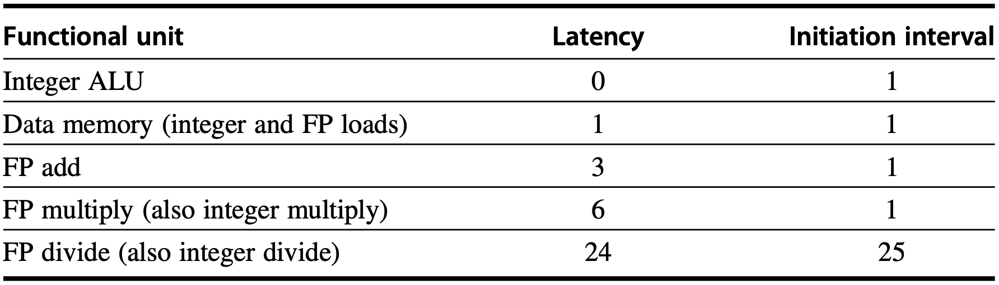 Functional unit Latency Initiation interval
Integer ALU 0 1
Data memory (integer and FP loads) 1 1
FP add 3 1
FP multiply (also integer multiply) 6 1
FP divide (also integer divide) 24 25